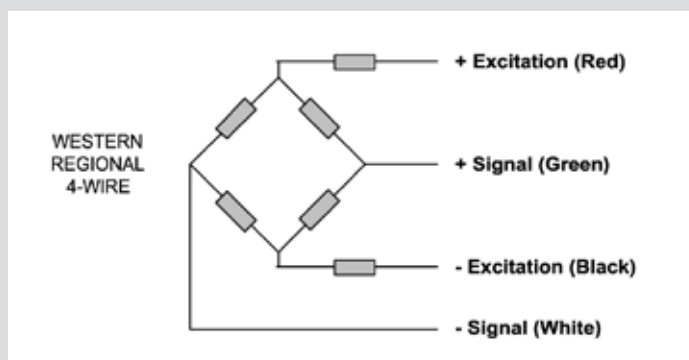 WESTERN
REGIONAL
4-WIRE
+ Excitation (Red)
+ Signal (Green)
- Excitation (Black)
- Signal (White)